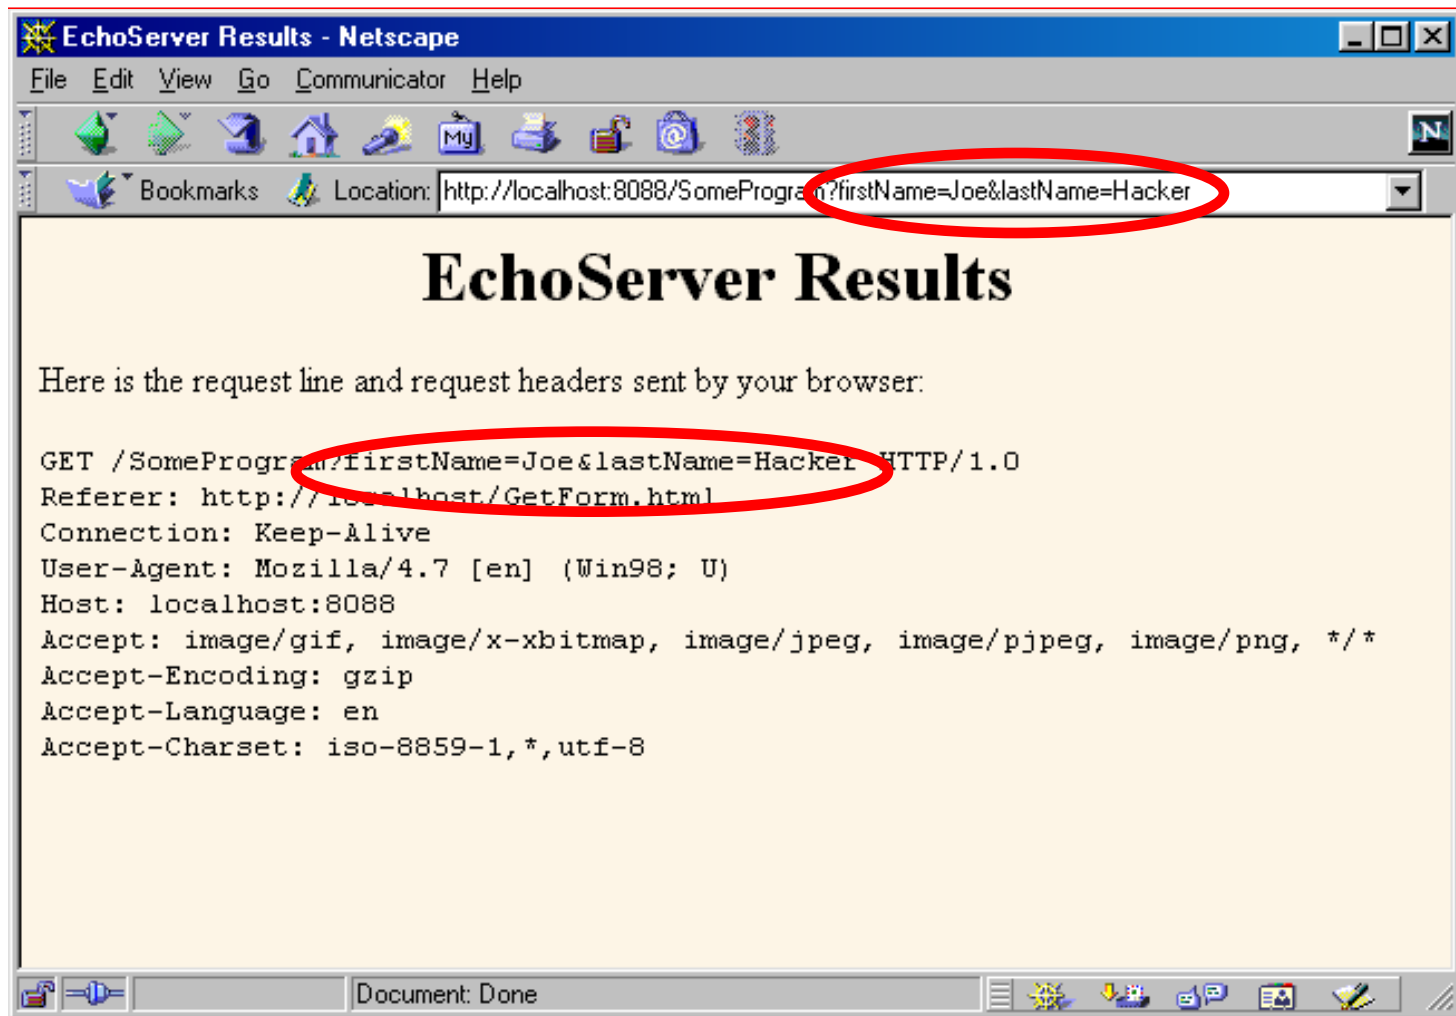 EchoServer Results - Netscape
File Edit View Go Communicator Help
My
N
Bookmarks Location: http://localhost:8088/SomeProgram?firstName=Joe&lastName=Hacker
EchoServer Results
Here is the request line and request headers sent by your browser:
GET /SomeProgram?firstName=Joe&lastName=Hacker HTTP/1.0
Referer: http://localhost/GetForm.html
Connection: Keep-Alive
User-Agent: Mozilla/4.7 [en] (Win98; U)
Host: localhost:8088
Accept: image/gif, image/x-xbitmap, image/jpeg, image/pjpeg, image/png, */*
Accept-Encoding: gzip
Accept-Language: en
Accept-Charset: iso-8859-1,*,utf-8
Document: Done